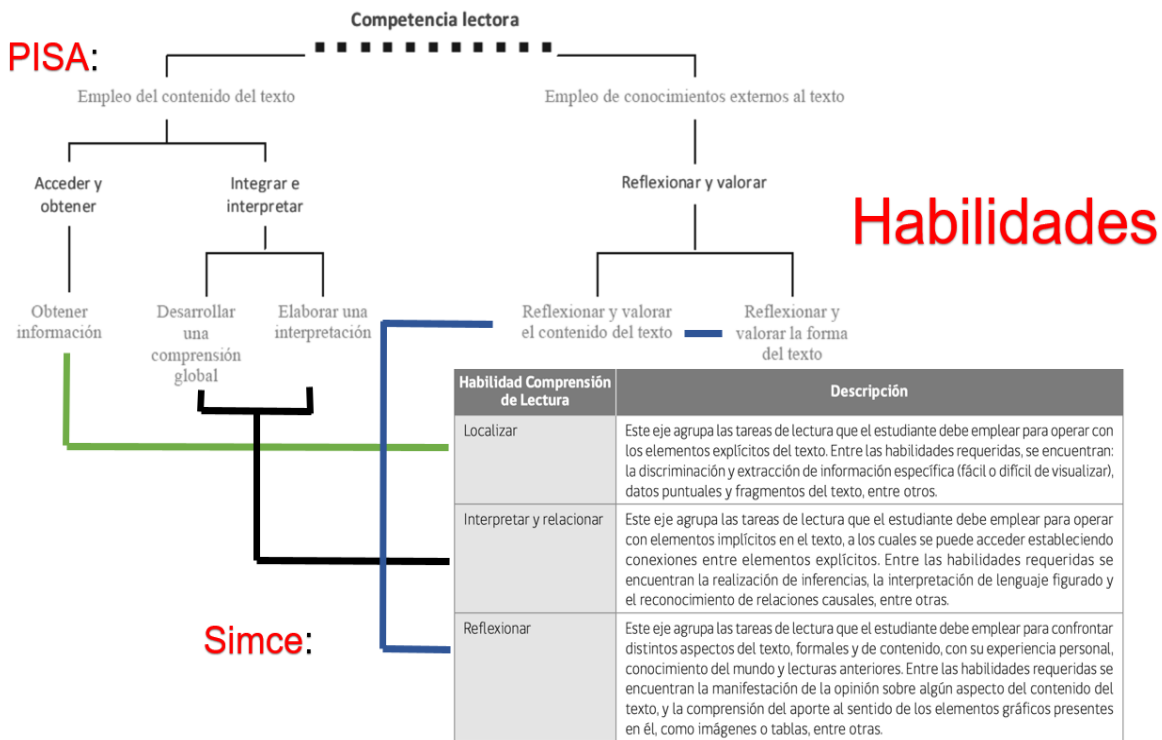 Competencia lectora
PISA:
Empleo del contenido del texto
Empleo de conocimientos externos al texto
Acceder y
obtener
Integrar e
interpretar
Reflexionar y valorar
Habilidades
Obtener
información
Desarrollar
una
comprensión
global
Elaborar una
interpretación
Reflexionar y valorar
el contenido del texto
Reflexionar y
valorar la forma
del texto
Habilidad Comprensión
de Lectura
Descripción
Localizar
Este eje agrupa las tareas de lectura que el estudiante debe emplear para operar con
los elementos explícitos del texto. Entre las habilidades requeridas, se encuentran:
la discriminación y extracción de información específica (fácil o difícil de visualizar),
datos puntuales y fragmentos del texto, entre otros.
Interpretar y relacionar
Este eje agrupa las tareas de lectura que el estudiante debe emplear para operar
con elementos implícitos en el texto, a los cuales se puede acceder estableciendo
conexiones entre elementos explícitos. Entre las habilidades requeridas se
encuentran la realización de inferencias, la interpretación de lenguaje figurado y
el reconocimiento de relaciones causales, entre otras.
Simce:
Reflexionar
Este eje agrupa las tareas de lectura que el estudiante debe emplear para confrontar
distintos aspectos del texto, formales y de contenido, con su experiencia personal,
conocimiento del mundo y lecturas anteriores. Entre las habilidades requeridas se
encuentran la manifestación de la opinión sobre algún aspecto del contenido del
texto, y la comprensión del aporte al sentido de los elementos gráficos presentes
en él, como imágenes o tablas, entre otras.